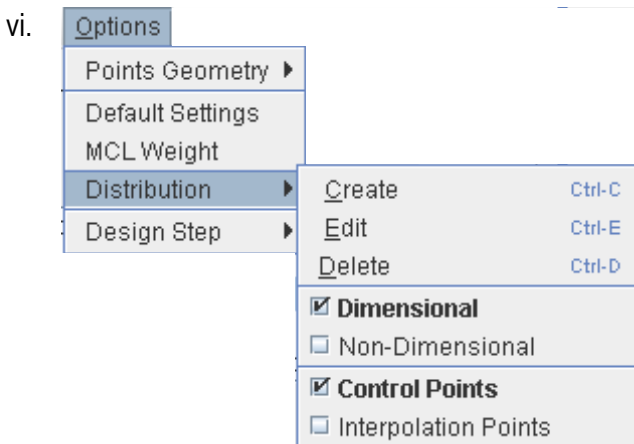 vi. Options
Points Geometry
Default Settings
MCL Weight
Distribution
Design Step
Create Ctrl-C
Edit Ctrl-E
Delete Ctrl-D
Dimensional
Non-Dimensional
Control Points
Interpolation Points